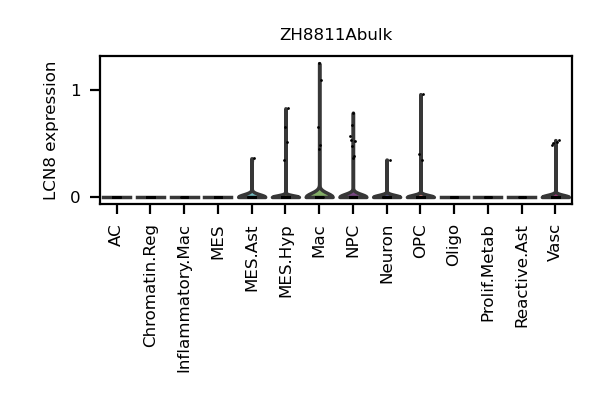 ZH8811Abulk
LCN8 expression
1
0
AC
Chromatin.Reg
Inflammatory.Mac
MES
MES.Ast
MES.Hyp
Mac
NPC
Neuron
OPC
Oligo
Prolif.Metab
Reactive.Ast
Vasc